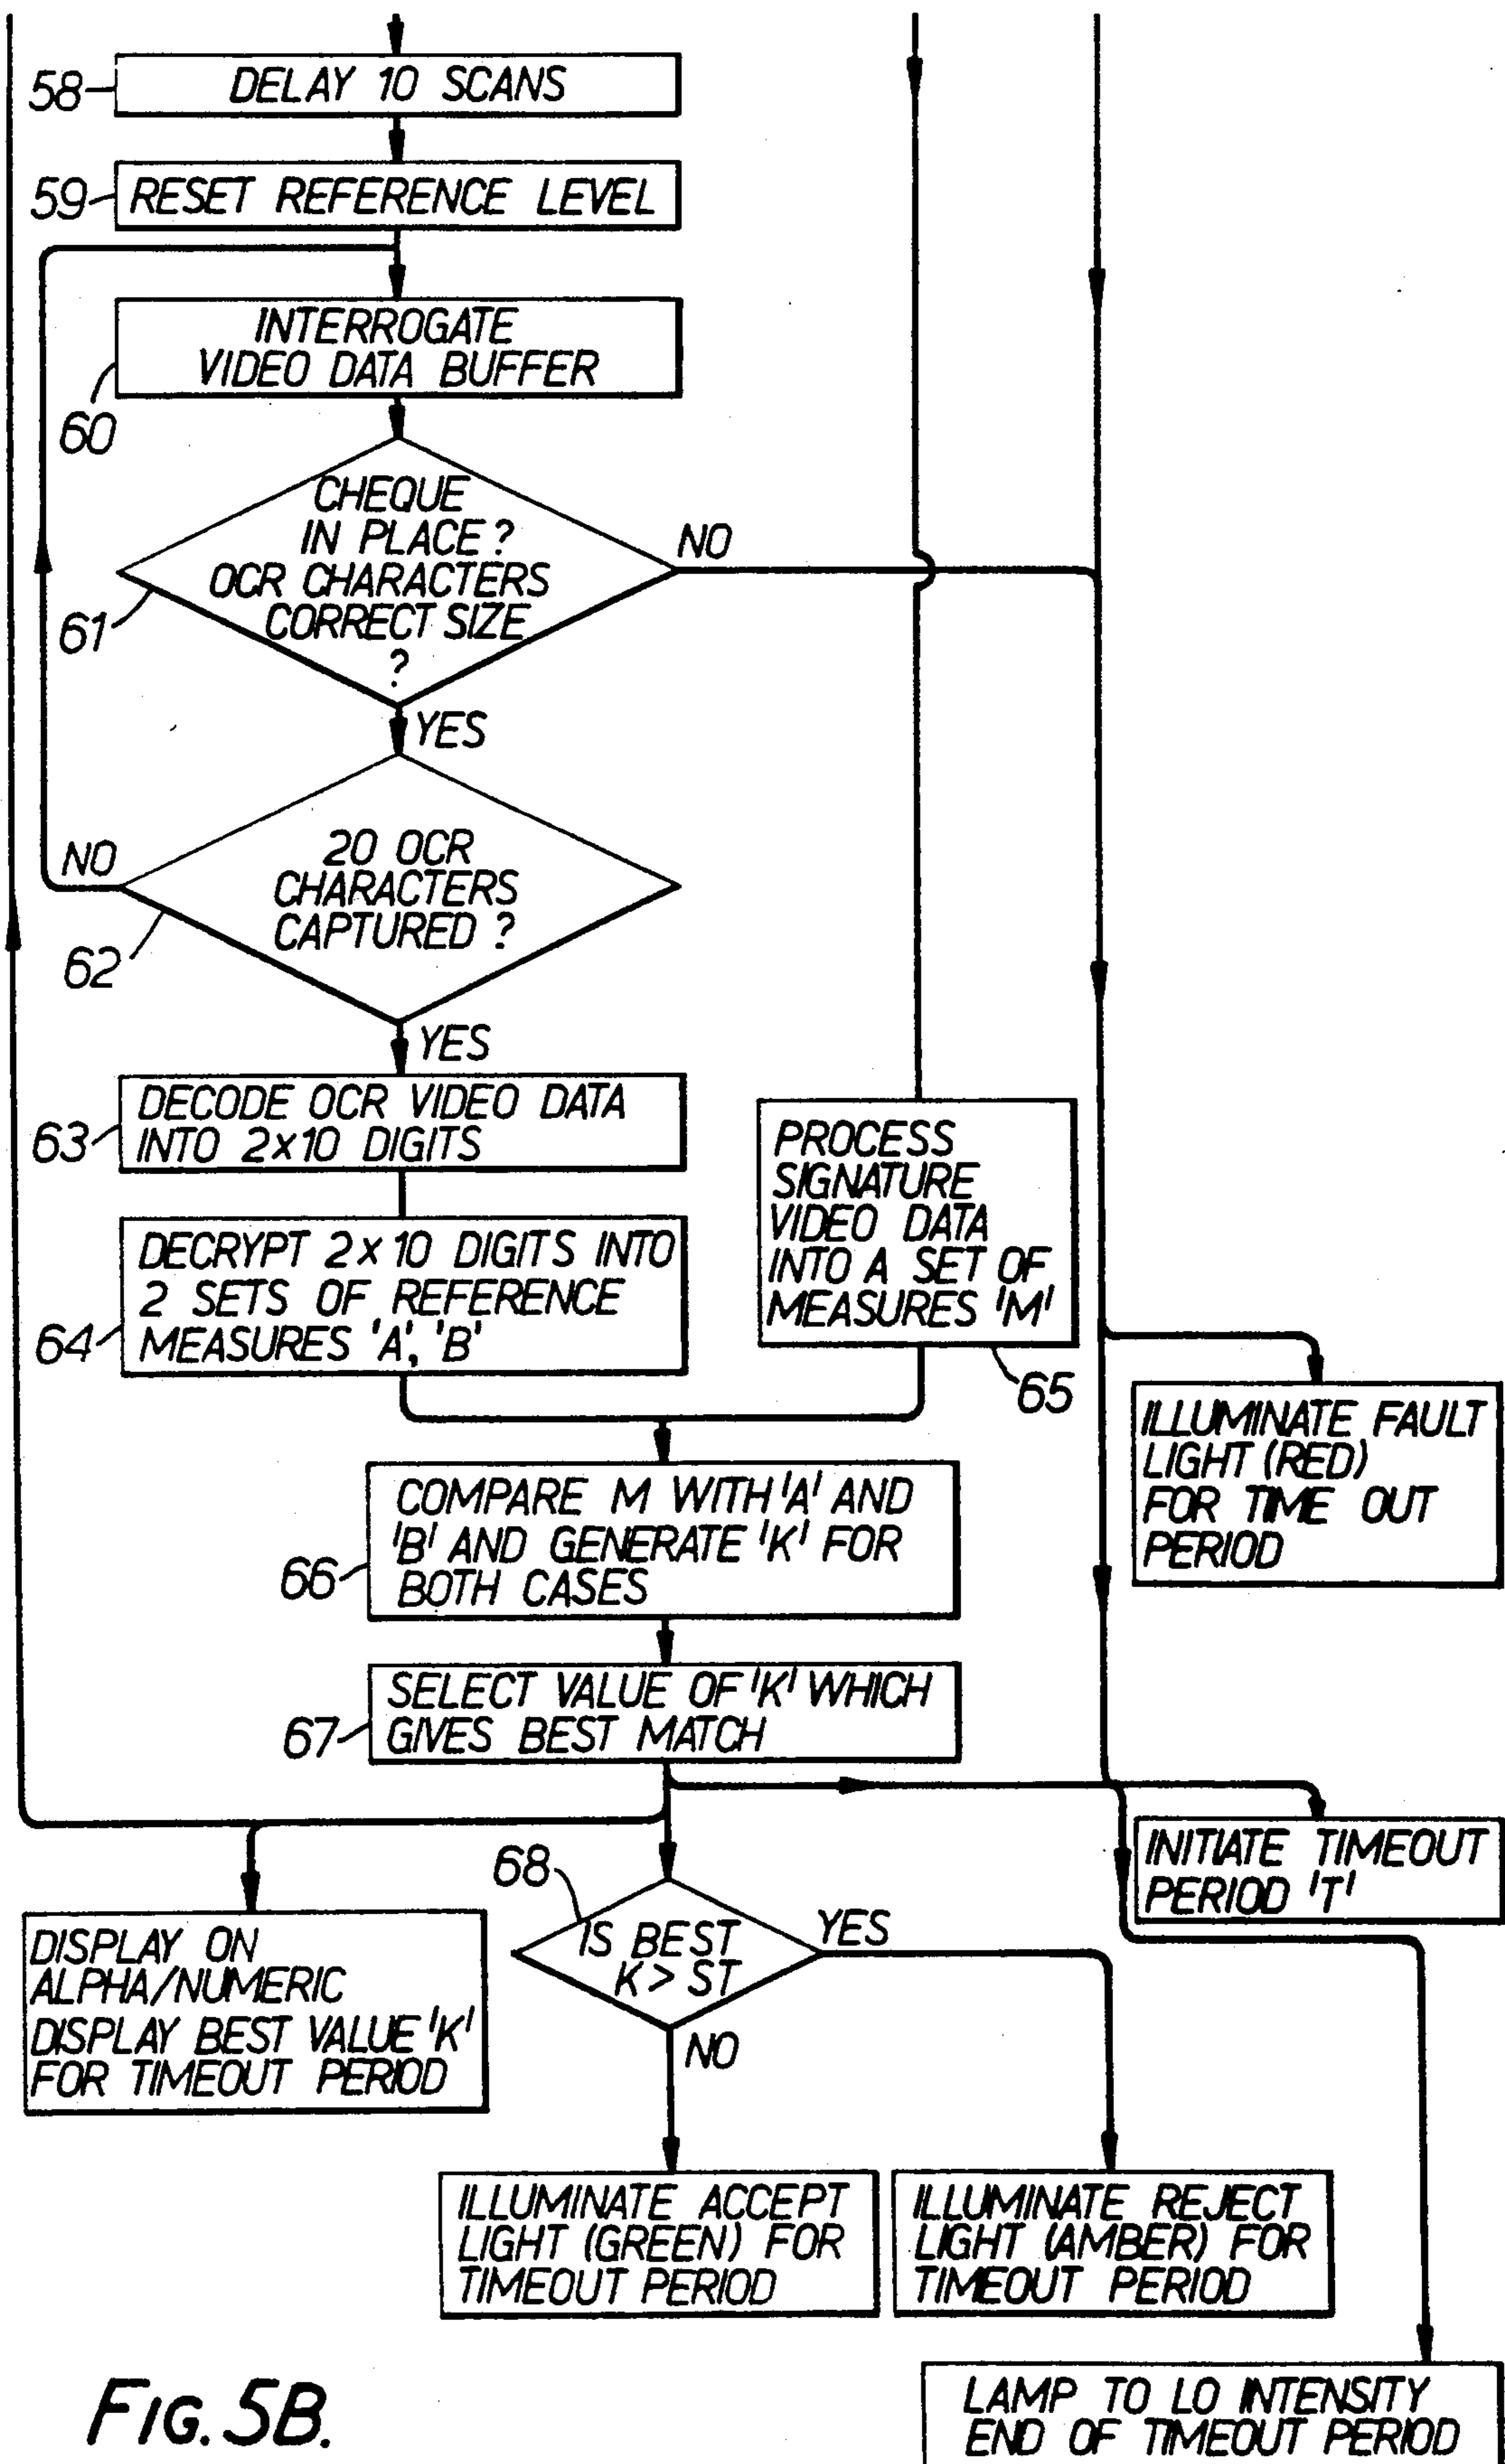 58
DELAY 10 SCANS
59
RESET REFERENCE LEVEL
INTERROGATE
VIDEO DATA BUFFER
60
CHEQUE
IN PLACE ?
OCR CHARACTERS
CORRECT SIZE
?
61
NO
YES
20 OCR
CHARACTERS
CAPTURED ?
NO
62
YES
DECODE OCR VIDEO DATA
INTO 2x10 DIGITS
63
DECRYPT 2x10 DIGITS INTO
2 SETS OF REFERENCE
MEASURES 'A', 'B'
64
PROCESS
SIGNATURE
VIDEO DATA
INTO A SET OF
MEASURES 'M'
65
ILLUMINATE FAULT
LIGHT (RED)
FOR TIME OUT
PERIOD
COMPARE M WITH 'A' AND
'B' AND GENERATE 'K' FOR
BOTH CASES
66
SELECT VALUE OF 'K' WHICH
GIVES BEST MATCH
67
INITIATE TIMEOUT
PERIOD 'T'
68
IS BEST
K > ST
YES
NO
DISPLAY ON
ALPHA/NUMERIC
DISPLAY BEST VALUE 'K'
FOR TIMEOUT PERIOD
ILLUMINATE ACCEPT
LIGHT (GREEN) FOR
TIMEOUT PERIOD
ILLUMINATE REJECT
LIGHT (AMBER) FOR
TIMEOUT PERIOD
LAMP TO LO INTENSITY
END OF TIMEOUT PERIOD
FIG. 5B.